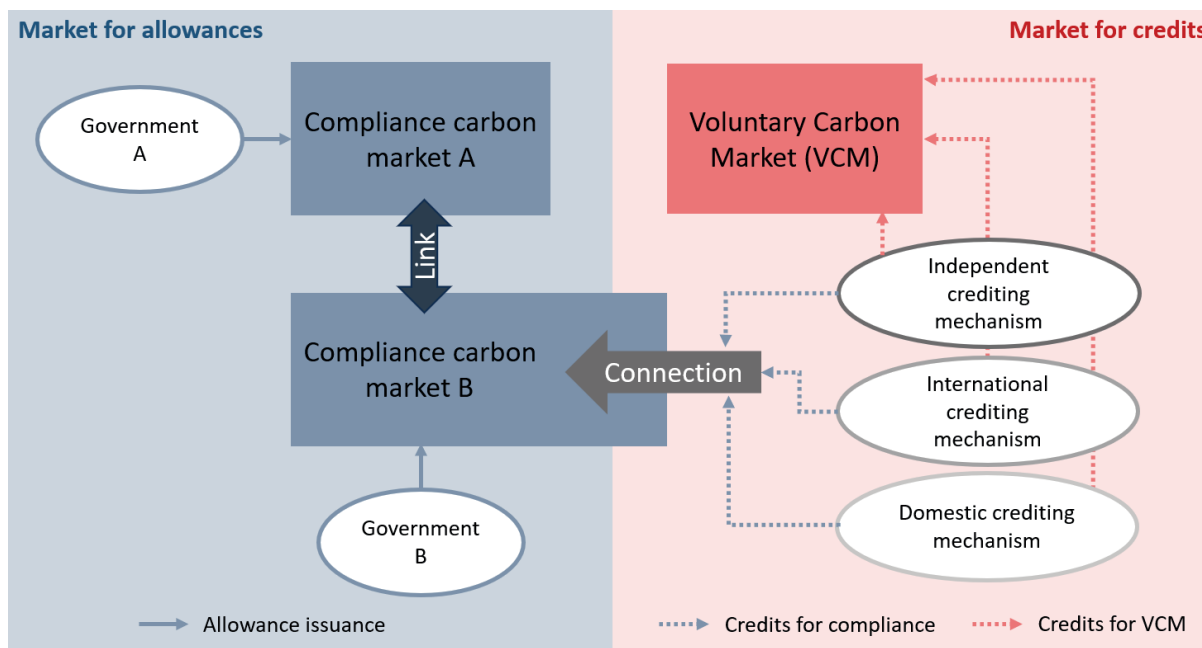 Market for allowances
Market for credits
Government
A
Compliance carbon
market A
Voluntary Carbon
Market (VCM)
Link
Independent
crediting
mechanism
Compliance carbon
market B
Connection
International
crediting
mechanism
Government
B
Domestic crediting
mechanism
Allowance issuance
Credits for compliance
Credits for VCM